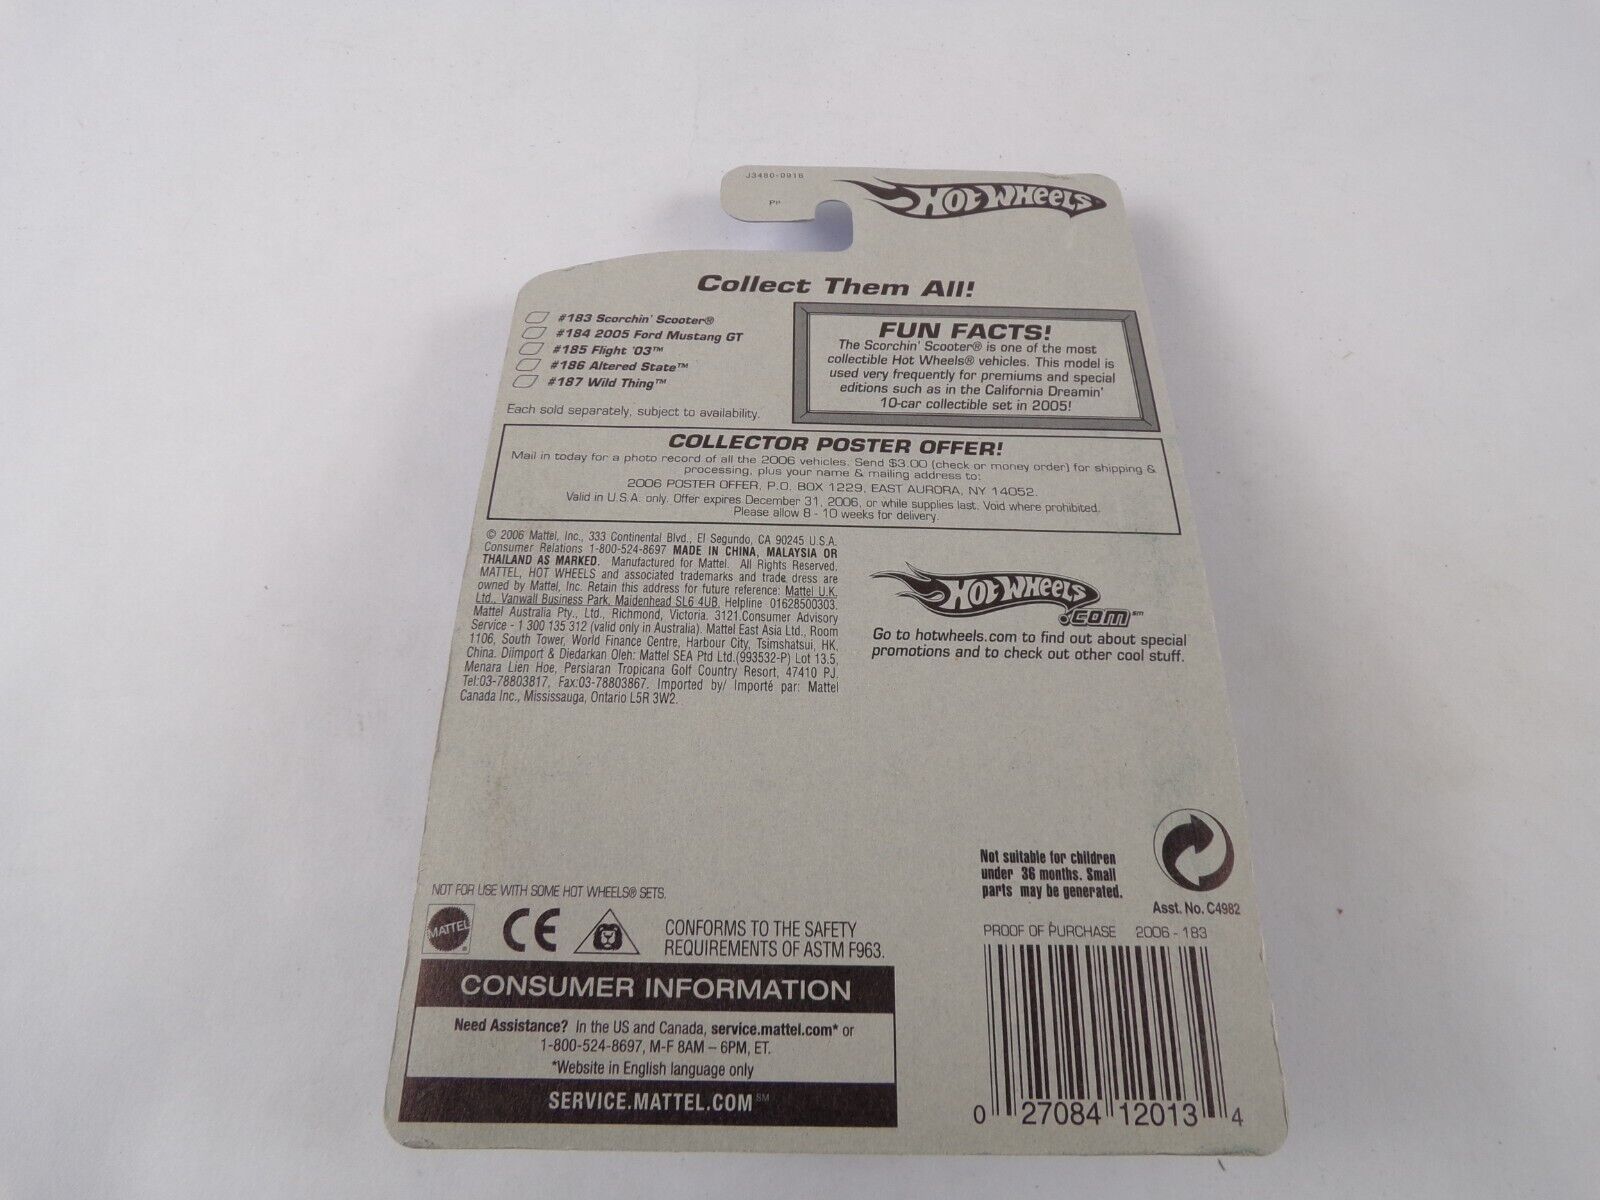 J3480-0918
HOT WHEELS
Collect Them All!
#183 Scorchin' Scooter®
#184 2005 Ford Mustang GT
#185 Flight '03™
#186 Altered State™
#187 Wild Thing™
Each sold separately, subject to availability.
FUN FACTS!
The Scorchin' Scooter® is one of the most
collectible Hot Wheels® vehicles. This model is
used very frequently for premiums and special
editions such as in the California Dreamin'
10-car collectible set in 2005!
COLLECTOR POSTER OFFER!
Mail in today for a photo record of all the 2006 vehicles. Send $3.00 (check or money order) for shipping &
processing, plus your name & mailing address to:
2006 POSTER OFFER, P.O. BOX 1229, EAST AURORA, NY 14052.
Valid in U.S.A. only. Offer expires December 31, 2006, or while supplies last. Void where prohibited.
Please allow 8 - 10 weeks for delivery.
© 2006 Mattel, Inc., 333 Continental Blvd., El Segundo, CA 90245 U.S.A.
Consumer Relations 1-800-524-8697 MADE IN CHINA, MALAYSIA OR
THAILAND AS MARKED. Manufactured for Mattel. All Rights Reserved.
MATTEL, HOT WHEELS and associated trademarks and trade dress are
owned by Mattel, Inc. Retain this address for future reference: Mattel U.K.
Ltd., Vanwall Business Park, Maidenhead SL6 4UB. Helpline 01628500303.
Mattel Australia Pty., Ltd., Richmond, Victoria. 3121.Consumer Advisory
Service - 1 300 135 312 (valid only in Australia). Mattel East Asia Ltd., Room
1106, South Tower, World Finance Centre, Harbour City, Tsimshatsui, HK,
China. Diimport & Diedarkan Oleh: Mattel SEA Ptd Ltd.(993532-P) Lot 13.5,
Menara Lien Hoe, Persiaran Tropicana Golf Country Resort, 47410 PJ.
Tel:03-78803817, Fax:03-78803867. Imported by/ Importé par: Mattel
Canada Inc., Mississauga, Ontario L5R 3W2.
HOT WHEELS
.COM℠
Go to hotwheels.com to find out about special
promotions and to check out other cool stuff.
Not suitable for children
under 36 months. Small
parts may be generated.
Asst. No. C4982
NOT FOR USE WITH SOME HOT WHEELS® SETS.
MATTEL®
CE
CONFORMS TO THE SAFETY
REQUIREMENTS OF ASTM F963.
PROOF OF PURCHASE 2006 - 183
CONSUMER INFORMATION
Need Assistance? In the US and Canada, service.mattel.com* or
1-800-524-8697, M-F 8AM – 6PM, ET.
*Website in English language only
SERVICE.MATTEL.COM℠
0 27084 12013 4